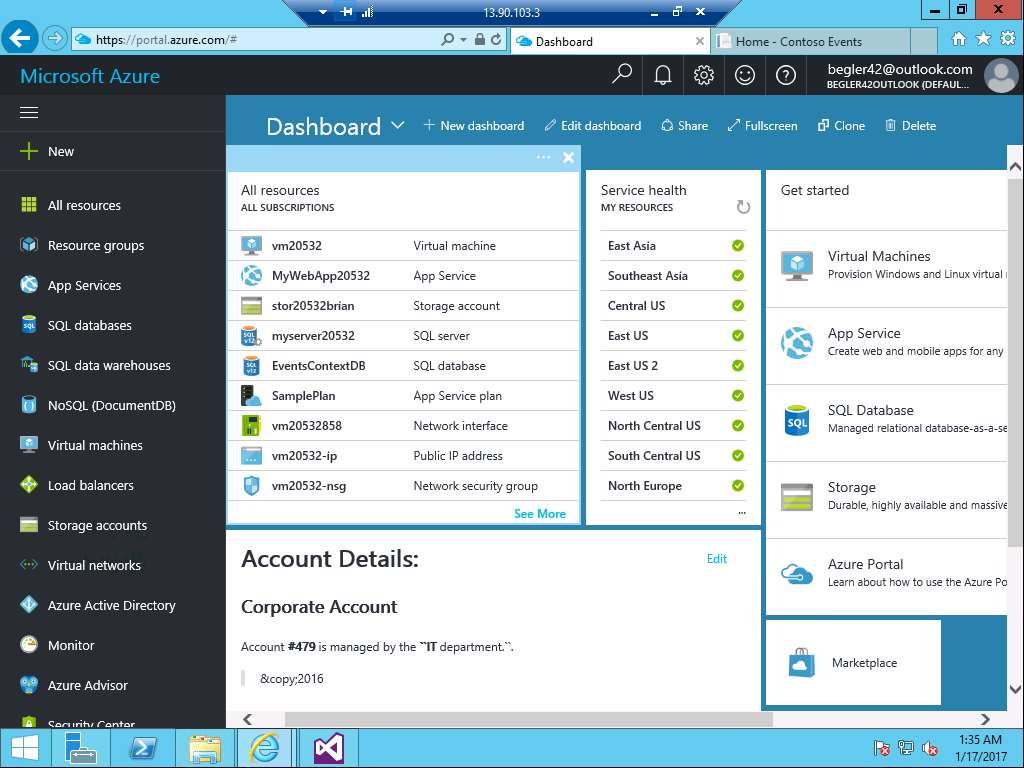 13.90.103.3
https://portal.azure.com/#
Dashboard
Home - Contoso Events
Microsoft Azure
begler42@outlook.com
BEGLER42OUTLOOK (DEFAUL...
Dashboard
New dashboard
Edit dashboard
Share
Fullscreen
Clone
Delete
New
All resources
Resource groups
App Services
SQL databases
SQL data warehouses
NoSQL (DocumentDB)
Virtual machines
Load balancers
Storage accounts
Virtual networks
Azure Active Directory
Monitor
Azure Advisor
Security Center
All resources
ALL SUBSCRIPTIONS
vm20532 Virtual machine
MyWebApp20532 App Service
stor20532brian Storage account
myserver20532 SQL server
EventsContextDB SQL database
SamplePlan App Service plan
vm20532858 Network interface
vm20532-ip Public IP address
vm20532-nsg Network security group
See More
Service health
MY RESOURCES
East Asia
Southeast Asia
Central US
East US
East US 2
West US
North Central US
South Central US
North Europe
...
Get started
Virtual Machines
Provision Windows and Linux virtual
App Service
Create web and mobile apps for any
SQL Database
Managed relational database-as-a-se
Storage
Durable, highly available and massive
Azure Portal
Learn about how to use the Azure Po
Marketplace
Account Details:
Edit
Corporate Account
Account #479 is managed by the ``IT department.``.
&copy;2016
1:35 AM
1/17/2017